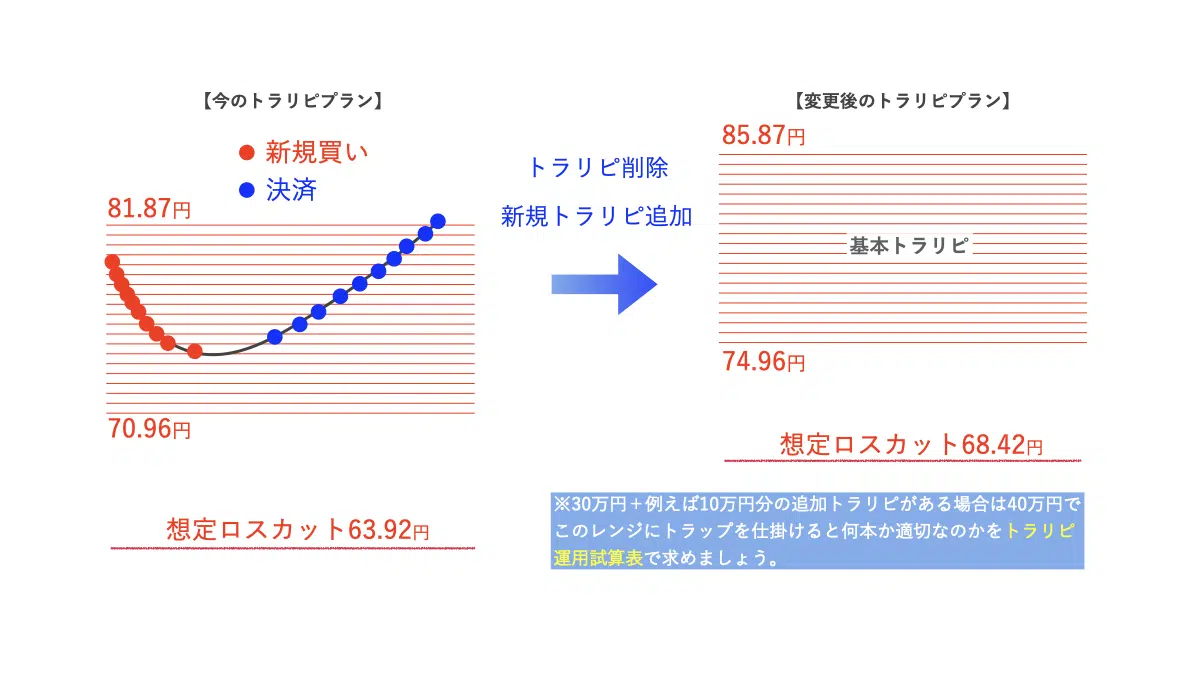 【今のトラリピプラン】
新規買い
決済
81.87円
70.96円
想定ロスカット63.92円
トラリピ削除
新規トラリピ追加
【変更後のトラリピプラン】
85.87円
基本トラリピ
74.96円
想定ロスカット68.42円
※30万円＋例えば10万円分の追加トラリピがある場合は40万円で
このレンジにトラップを仕掛けると何本か適切なのかをトラリピ
運用試算表で求めましょう。